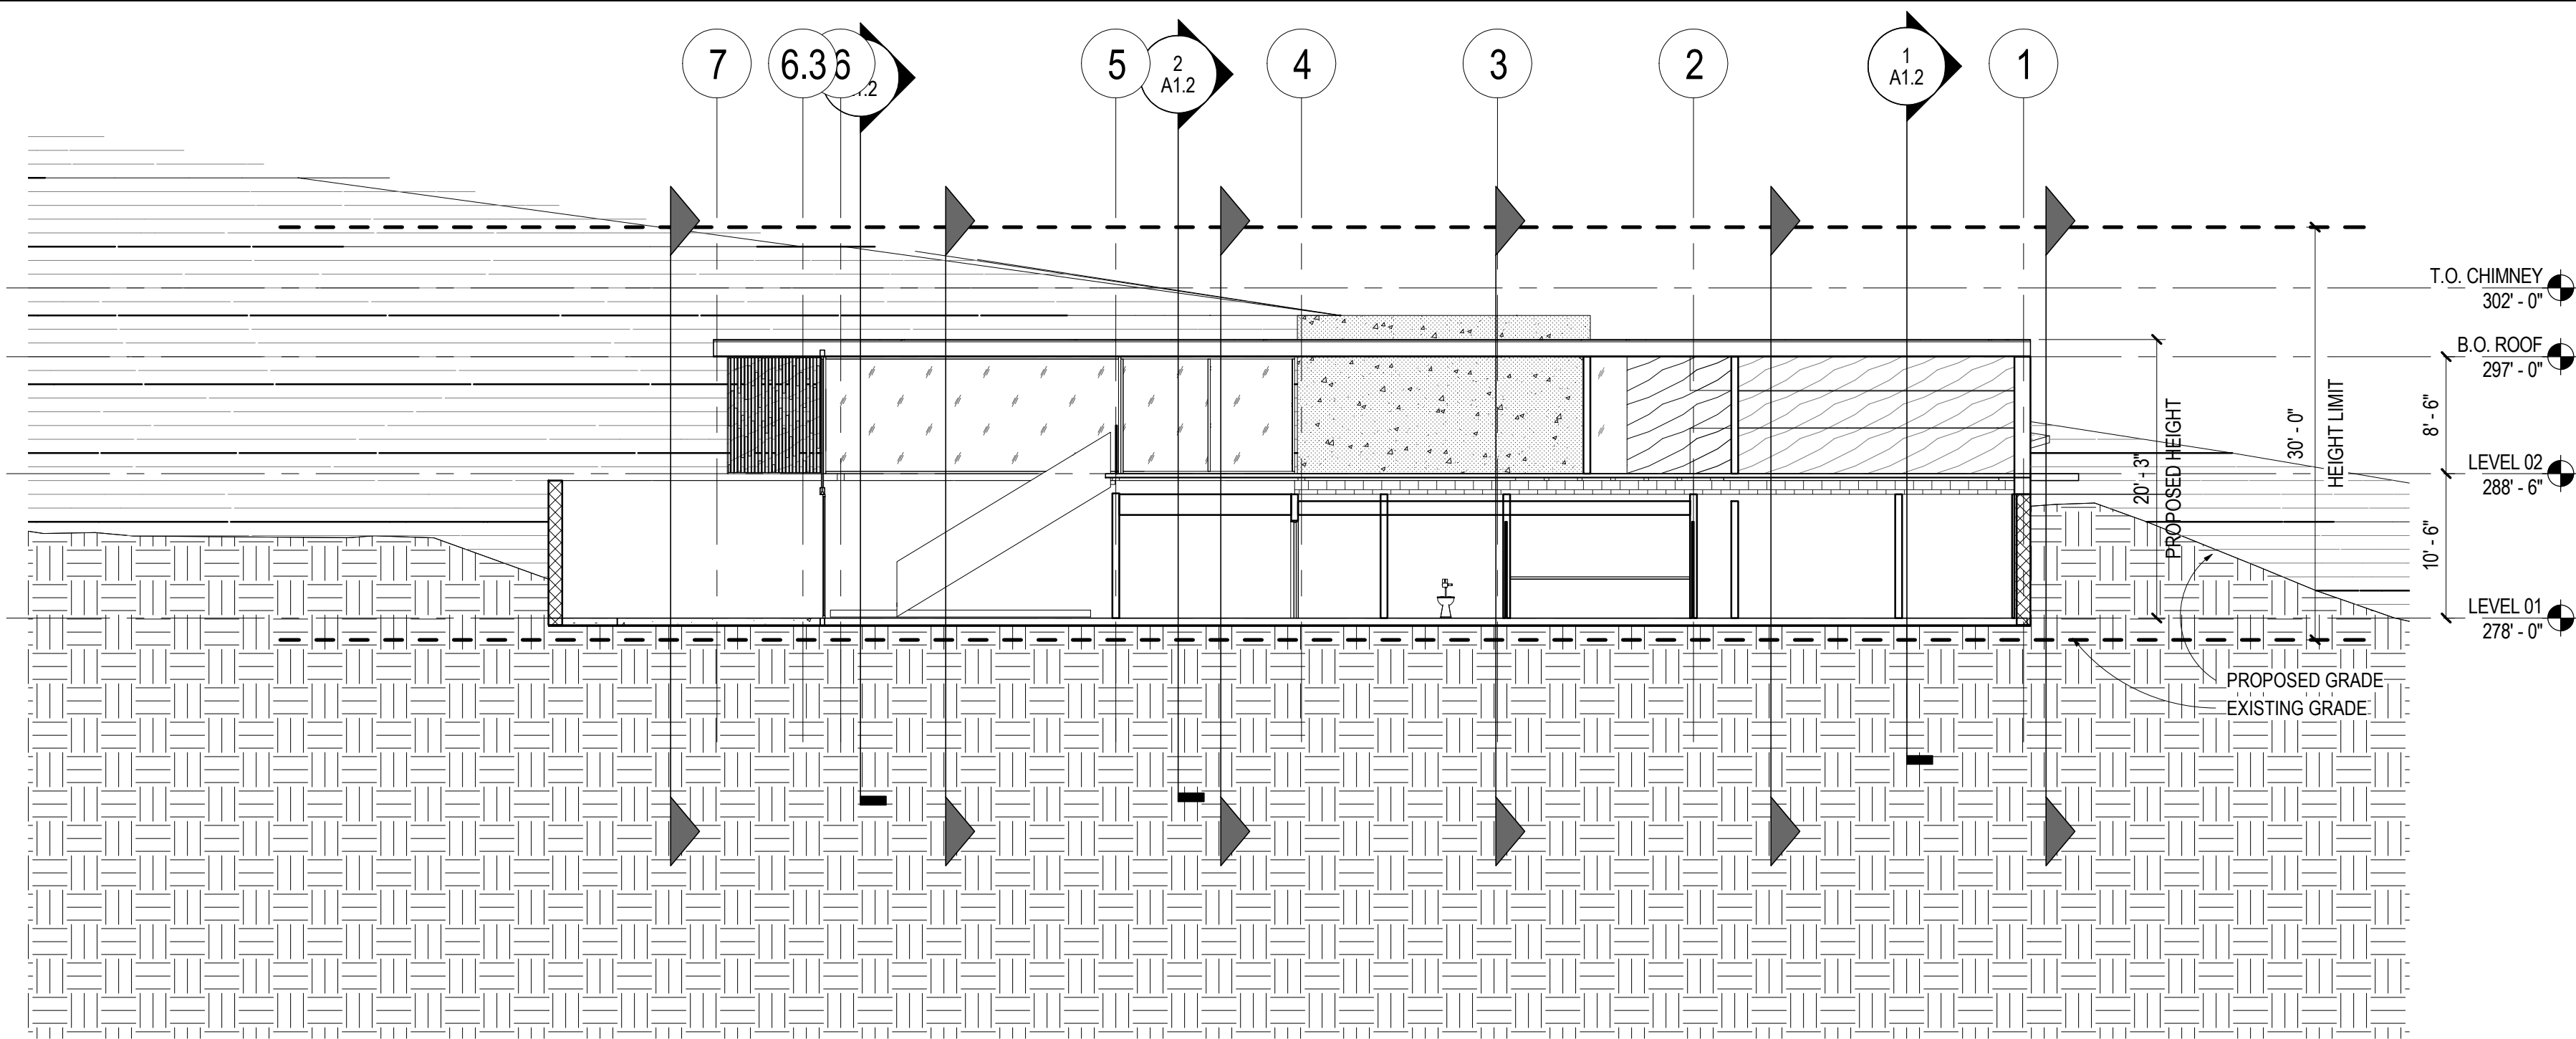 7
6.3
6
.2
5
2
A1.2
4
3
2
1
A1.2
1
T.O. CHIMNEY
302' - 0"
B.O. ROOF
297' - 0"
LEVEL 02
288' - 6"
LEVEL 01
278' - 0"
8' - 6"
10' - 6"
30' - 0"
HEIGHT LIMIT
20' - 3"
PROPOSED HEIGHT
PROPOSED GRADE
EXISTING GRADE